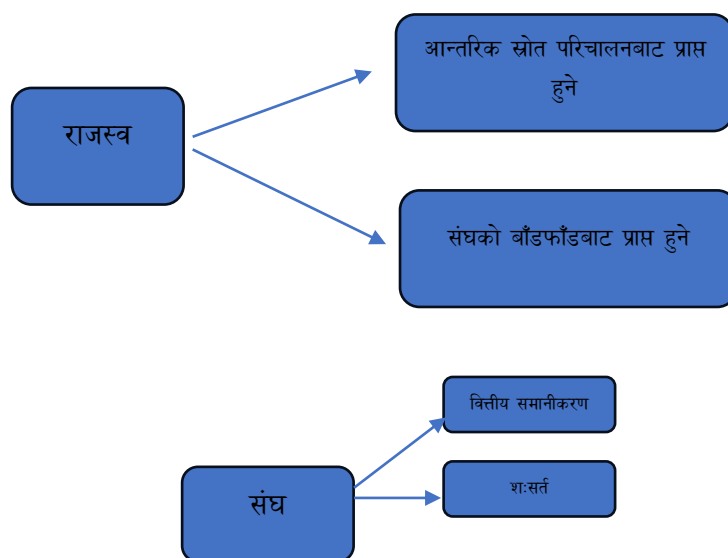 राजस्व
आन्तरिक स्रोत परिचालनबाट प्राप्त
हुने
संघको बाँडफाँडबाट प्राप्त हुने
वित्तीय समानीकरण
शःसर्त
संघ